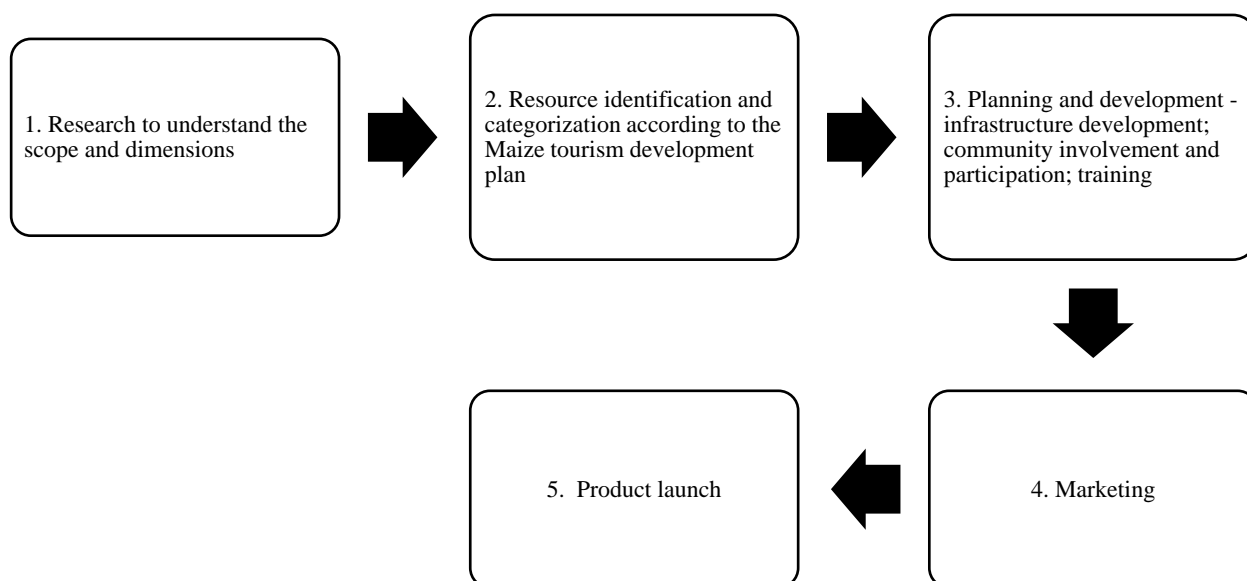 1. Research to understand the
scope and dimensions
2. Resource identification and
categorization according to the
Maize tourism development
plan
3. Planning and development -
infrastructure development;
community involvement and
participation; training
4. Marketing
5. Product launch